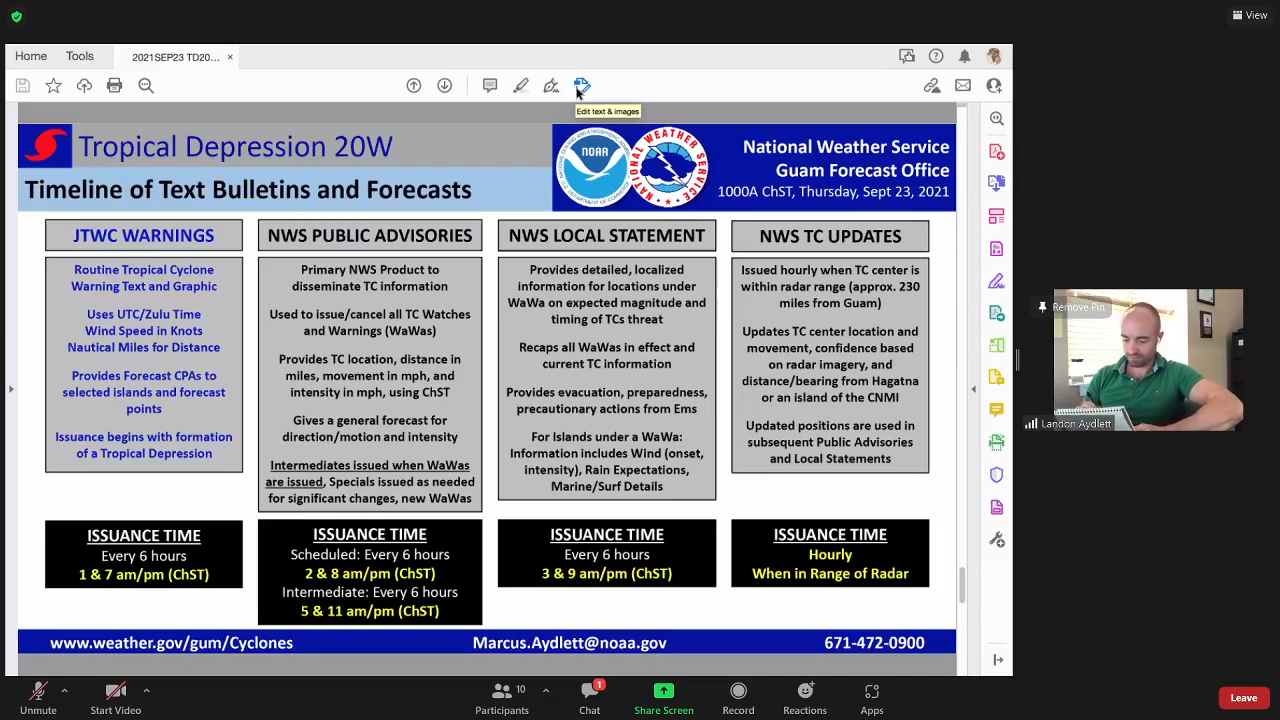 View
Home
Tools
2021SEP23 TD20...
Edit text & images
Tropical Depression 20W
Timeline of Text Bulletins and Forecasts
NOAA
NATIONAL WEATHER SERVICE
National Weather Service
Guam Forecast Office
1000A ChST, Thursday, Sept 23, 2021
JTWC WARNINGS
Routine Tropical Cyclone
Warning Text and Graphic
Uses UTC/Zulu Time
Wind Speed in Knots
Nautical Miles for Distance
Provides Forecast CPAs to
selected islands and forecast
points
Issuance begins with formation
of a Tropical Depression
ISSUANCE TIME
Every 6 hours
1 & 7 am/pm (ChST)
NWS PUBLIC ADVISORIES
Primary NWS Product to
disseminate TC information
Used to issue/cancel all TC Watches
and Warnings (WaWas)
Provides TC location, distance in
miles, movement in mph, and
intensity in mph, using ChST
Gives a general forecast for
direction/motion and intensity
Intermediates issued when WaWas
are issued, Specials issued as needed
for significant changes, new WaWas
ISSUANCE TIME
Scheduled: Every 6 hours
2 & 8 am/pm (ChST)
Intermediate: Every 6 hours
5 & 11 am/pm (ChST)
NWS LOCAL STATEMENT
Provides detailed, localized
information for locations under
WaWa on expected magnitude and
timing of TCs threat
Recaps all WaWas in effect and
current TC information
Provides evacuation, preparedness,
precautionary actions from Ems
For Islands under a WaWa:
Information includes Wind (onset,
intensity), Rain Expectations,
Marine/Surf Details
ISSUANCE TIME
Every 6 hours
3 & 9 am/pm (ChST)
NWS TC UPDATES
Issued hourly when TC center is
within radar range (approx. 230
miles from Guam)
Updates TC center location and
movement, confidence based
on radar imagery, and
distance/bearing from Hagatna
or an island of the CNMI
Updated positions are used in
subsequent Public Advisories
and Local Statements
ISSUANCE TIME
Hourly
When in Range of Radar
www.weather.gov/gum/Cyclones
Marcus.Aydlett@noaa.gov
671-472-0900
Remove Pin
Landon Aydlett
Unmute
Start Video
10
Participants
1
Chat
Share Screen
Record
Reactions
Apps
Leave